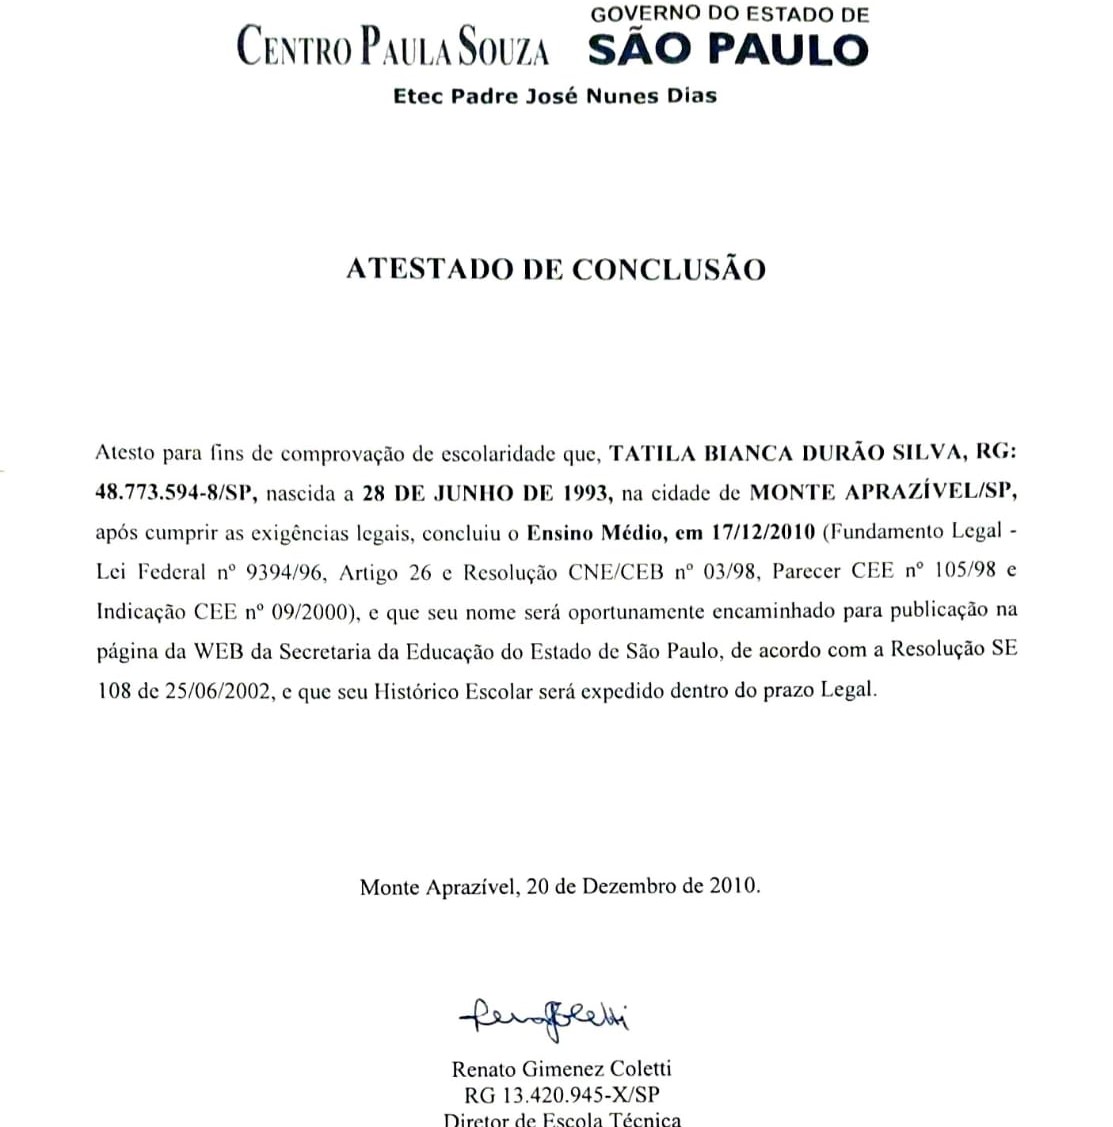 CENTRO PAULA SOUZA
GOVERNO DO ESTADO DE
SÃO PAULO
Etec Padre José Nunes Dias
ATESTADO DE CONCLUSÃO
Atesto para fins de comprovação de escolaridade que, TATILA BIANCA DURÃO SILVA, RG:
48.773.594-8/SP, nascida a 28 DE JUNHO DE 1993, na cidade de MONTE APRAZÍVEL/SP,
após cumprir as exigências legais, concluiu o Ensino Médio, em 17/12/2010 (Fundamento Legal -
Lei Federal nº 9394/96, Artigo 26 e Resolução CNE/CEB nº 03/98, Parecer CEE nº 105/98 e
Indicação CEE nº 09/2000), e que seu nome será oportunamente encaminhado para publicação na
página da WEB da Secretaria da Educação do Estado de São Paulo, de acordo com a Resolução SE
108 de 25/06/2002, e que seu Histórico Escolar será expedido dentro do prazo Legal.
Monte Aprazível, 20 de Dezembro de 2010.
Renato Gimenez Coletti
RG 13.420.945-X/SP
Diretor de Escola Técnica